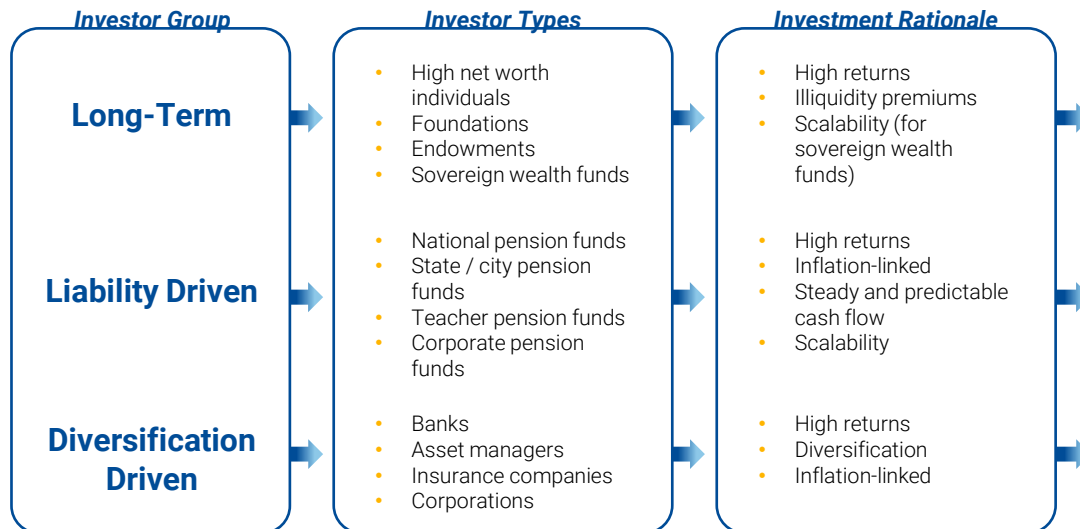 Investor Group
Investor Types
Investment Rationale
Long-Term
• High net worth
individuals
• Foundations
• Endowments
• Sovereign wealth funds
• High returns
• Illiquidity premiums
• Scalability (for
sovereign wealth
funds)
Liability Driven
• National pension funds
• State / city pension
funds
• Teacher pension funds
• Corporate pension
funds
• High returns
• Inflation-linked
• Steady and predictable
cash flow
• Scalability
Diversification
Driven
• Banks
• Asset managers
• Insurance companies
• Corporations
• High returns
• Diversification
• Inflation-linked